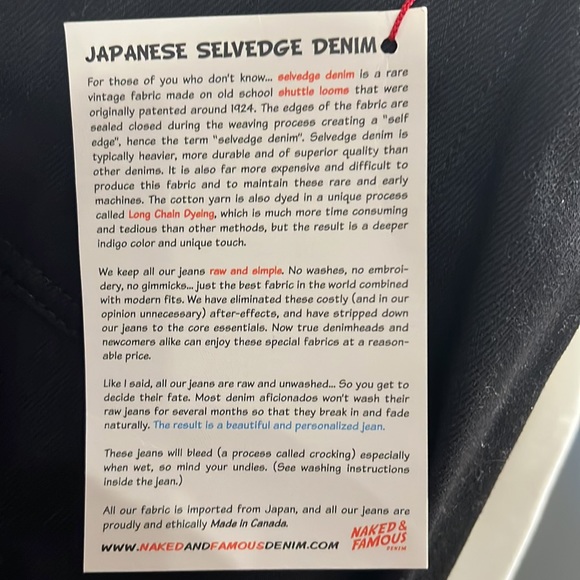 JAPANESE SELVEDGE DENIM
For those of you who don't know... selvedge denim is a rare
vintage fabric made on old school shuttle looms that were
originally patented around 1924. The edges of the fabric are
sealed closed during the weaving process creating a "self
edge", hence the term "selvedge denim". Selvedge denim is
typically heavier, more durable and of superior quality than
other denims. It is also far more expensive and difficult to
produce this fabric and to maintain these rare and early
machines. The cotton yarn is also dyed in a unique process
called Long Chain Dyeing, which is much more time consuming
and tedious than other methods, but the result is a deeper
indigo color and unique touch.
We keep all our jeans raw and simple. No washes, no embroi-
dery, no gimmicks... just the best fabric in the world combined
with modern fits. We have eliminated these costly (and in our
opinion unnecessary) after-effects, and have stripped down
our jeans to the core essentials. Now true denimheads and
newcomers alike can enjoy these special fabrics at a reason-
able price.
Like I said, all our jeans are raw and unwashed... So you get to
decide their fate. Most denim aficionados won't wash their
raw jeans for several months so that they break in and fade
naturally. The result is a beautiful and personalized jean.
These jeans will bleed (a process called crocking) especially
when wet, so mind your undies. (See washing instructions
inside the jean.)
All our fabric is imported from Japan, and all our jeans are
proudly and ethically Made in Canada.
WWW.NAKEDANDFAMOUSDENIM.COM
NAKED &
FAMOUS
DENIM